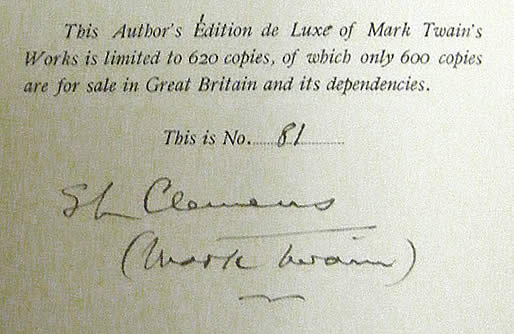 This Author's Édition de Luxe of Mark Twain's
Works is limited to 620 copies, of which only 600 copies
are for sale in Great Britain and its dependencies.
This is No. 81
SL Clemens
(Mark Twain)